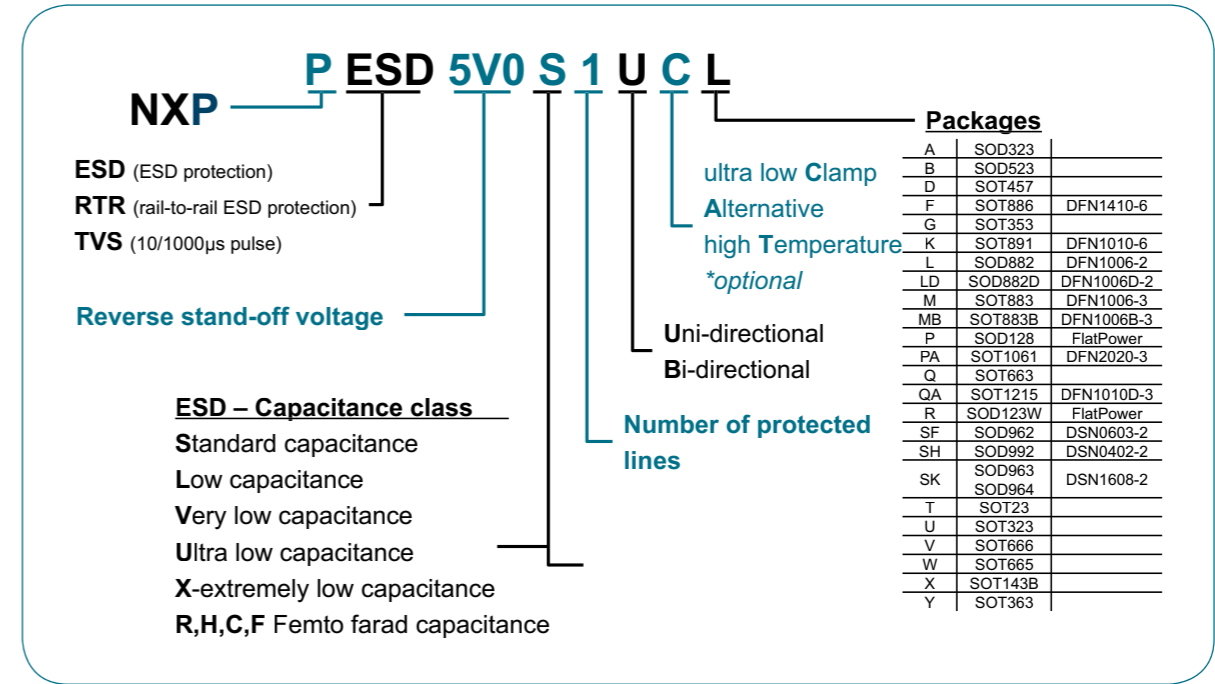 P ESD 5V0 S 1 U C L
NXP
ESD (ESD protection)
RTR (rail-to-rail ESD protection)
TVS (10/1000µs pulse)
Reverse stand-off voltage
ESD – Capacitance class
Standard capacitance
Low capacitance
Very low capacitance
Ultra low capacitance
X-extremely low capacitance
R,H,C,F Femto farad capacitance
Number of protected
lines
Uni-directional
Bi-directional
ultra low Clamp
Alternative
high Temperature
*optional
Packages
A SOD323
B SOD523
D SOT457
F SOT886 DFN1410-6
G SOT353
K SOT891 DFN1010-6
L SOD882 DFN1006-2
LD SOD882D DFN1006D-2
M SOT883 DFN1006-3
MB SOT883B DFN1006B-3
P SOD128 FlatPower
PA SOT1061 DFN2020-3
Q SOT663
QA SOT1215 DFN1010D-3
R SOD123W FlatPower
SF SOD962 DSN0603-2
SH SOD992 DSN0402-2
SK SOD963 DSN1608-2
SOD964
T SOT23
U SOT323
V SOT666
W SOT665
X SOT143B
Y SOT363